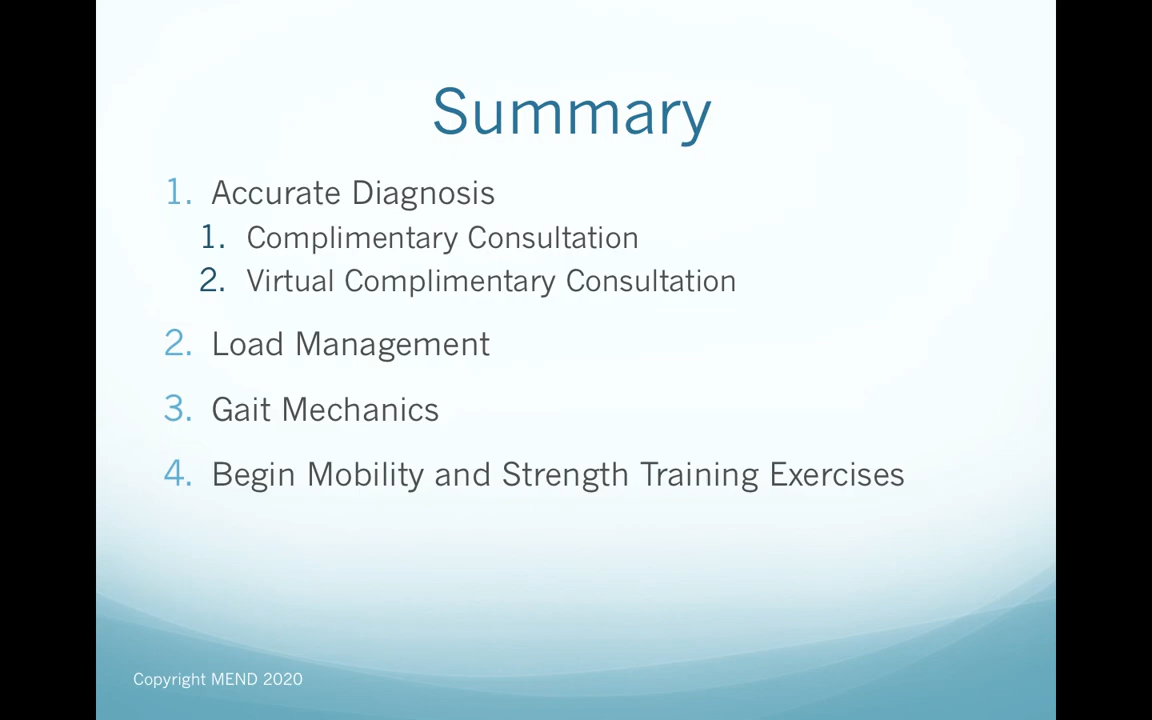 Summary
1. Accurate Diagnosis
1. Complimentary Consultation
2. Virtual Complimentary Consultation
2. Load Management
3. Gait Mechanics
4. Begin Mobility and Strength Training Exercises
Copyright MEND 2020